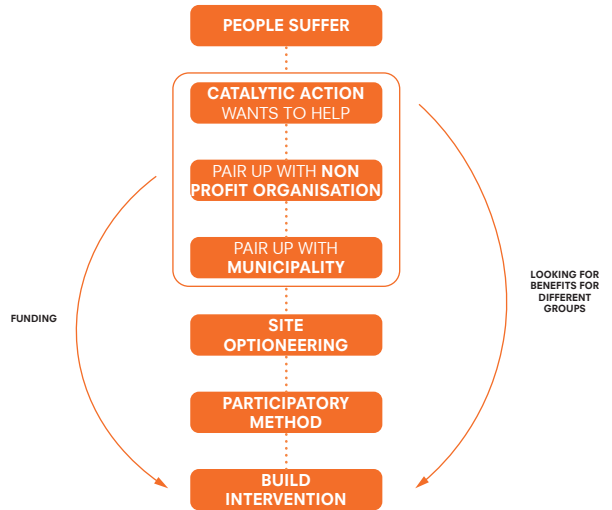 PEOPLE SUFFER
CATALYTIC ACTION
WANTS TO HELP
PAIR UP WITH NON
PROFIT ORGANISATION
PAIR UP WITH
MUNICIPALITY
LOOKING FOR
BENEFITS FOR
DIFFERENT
GROUPS
FUNDING
SITE
OPTIONEERING
PARTICIPATORY
METHOD
BUILD
INTERVENTION